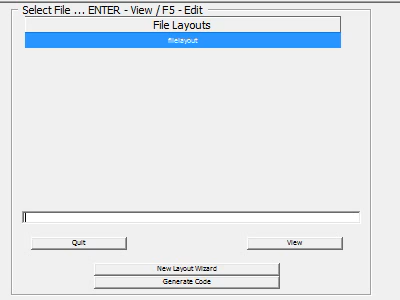 Select File ... ENTER - View / F5 - Edit
File Layouts
filelayout
Quit
View
New Layout Wizard
Generate Code